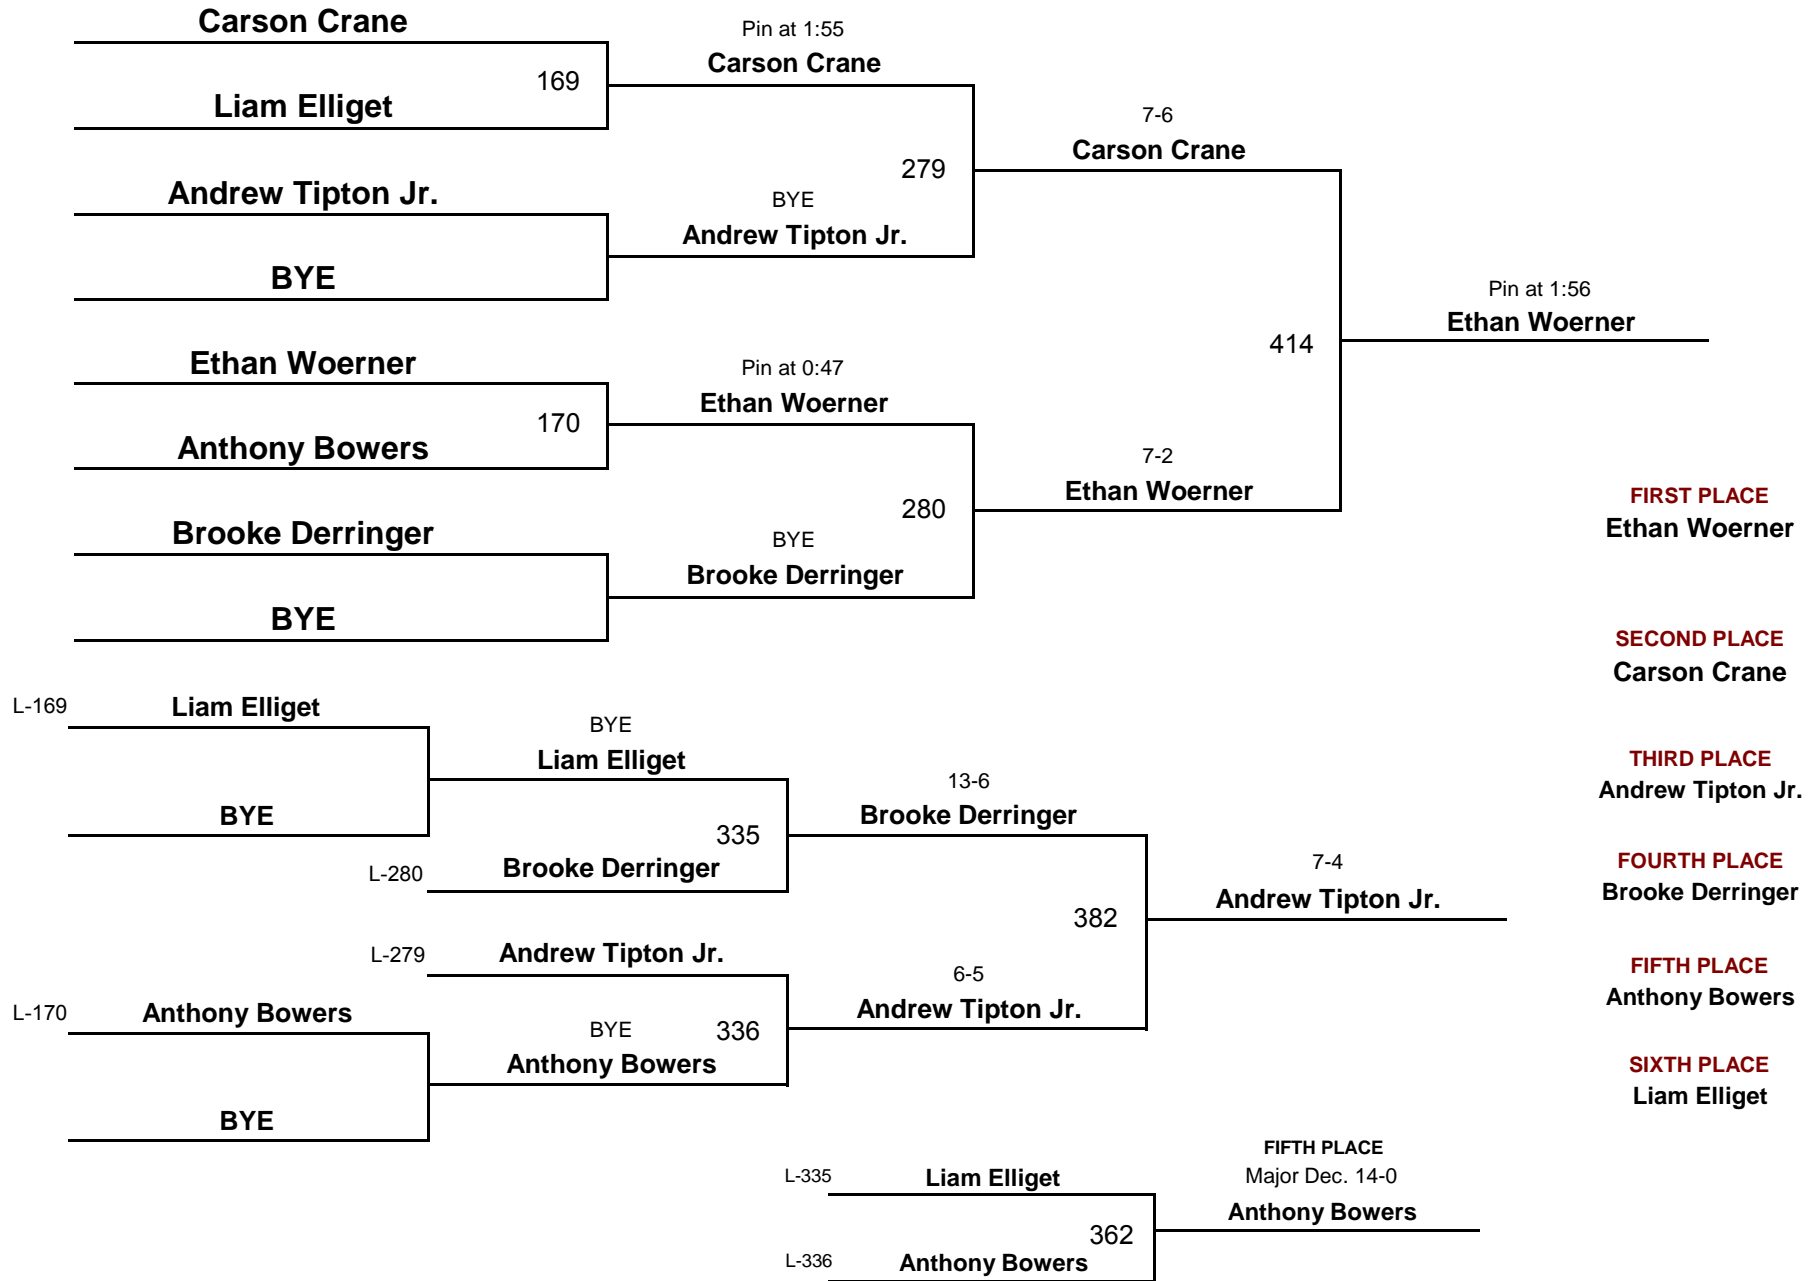 Carson Crane
Pin at 1:55
Carson Crane
169
Liam Elliget
7-6
Carson Crane
279
Andrew Tipton Jr.
BYE
Andrew Tipton Jr.
BYE
Pin at 1:56
Ethan Woerner
414
Ethan Woerner
Pin at 0:47
Ethan Woerner
170
Anthony Bowers
7-2
Ethan Woerner
280
Brooke Derringer
BYE
Brooke Derringer
BYE
FIRST PLACE
Ethan Woerner
SECOND PLACE
Carson Crane
THIRD PLACE
Andrew Tipton Jr.
FOURTH PLACE
Brooke Derringer
FIFTH PLACE
Anthony Bowers
SIXTH PLACE
Liam Elliget
L-169
Liam Elliget
BYE
Liam Elliget
BYE
335
L-280
Brooke Derringer
13-6
Brooke Derringer
7-4
Andrew Tipton Jr.
382
L-279
Andrew Tipton Jr.
6-5
Andrew Tipton Jr.
L-170
Anthony Bowers
BYE
336
Anthony Bowers
BYE
FIFTH PLACE
L-335
Liam Elliget
Major Dec. 14-0
Anthony Bowers
362
L-336
Anthony Bowers